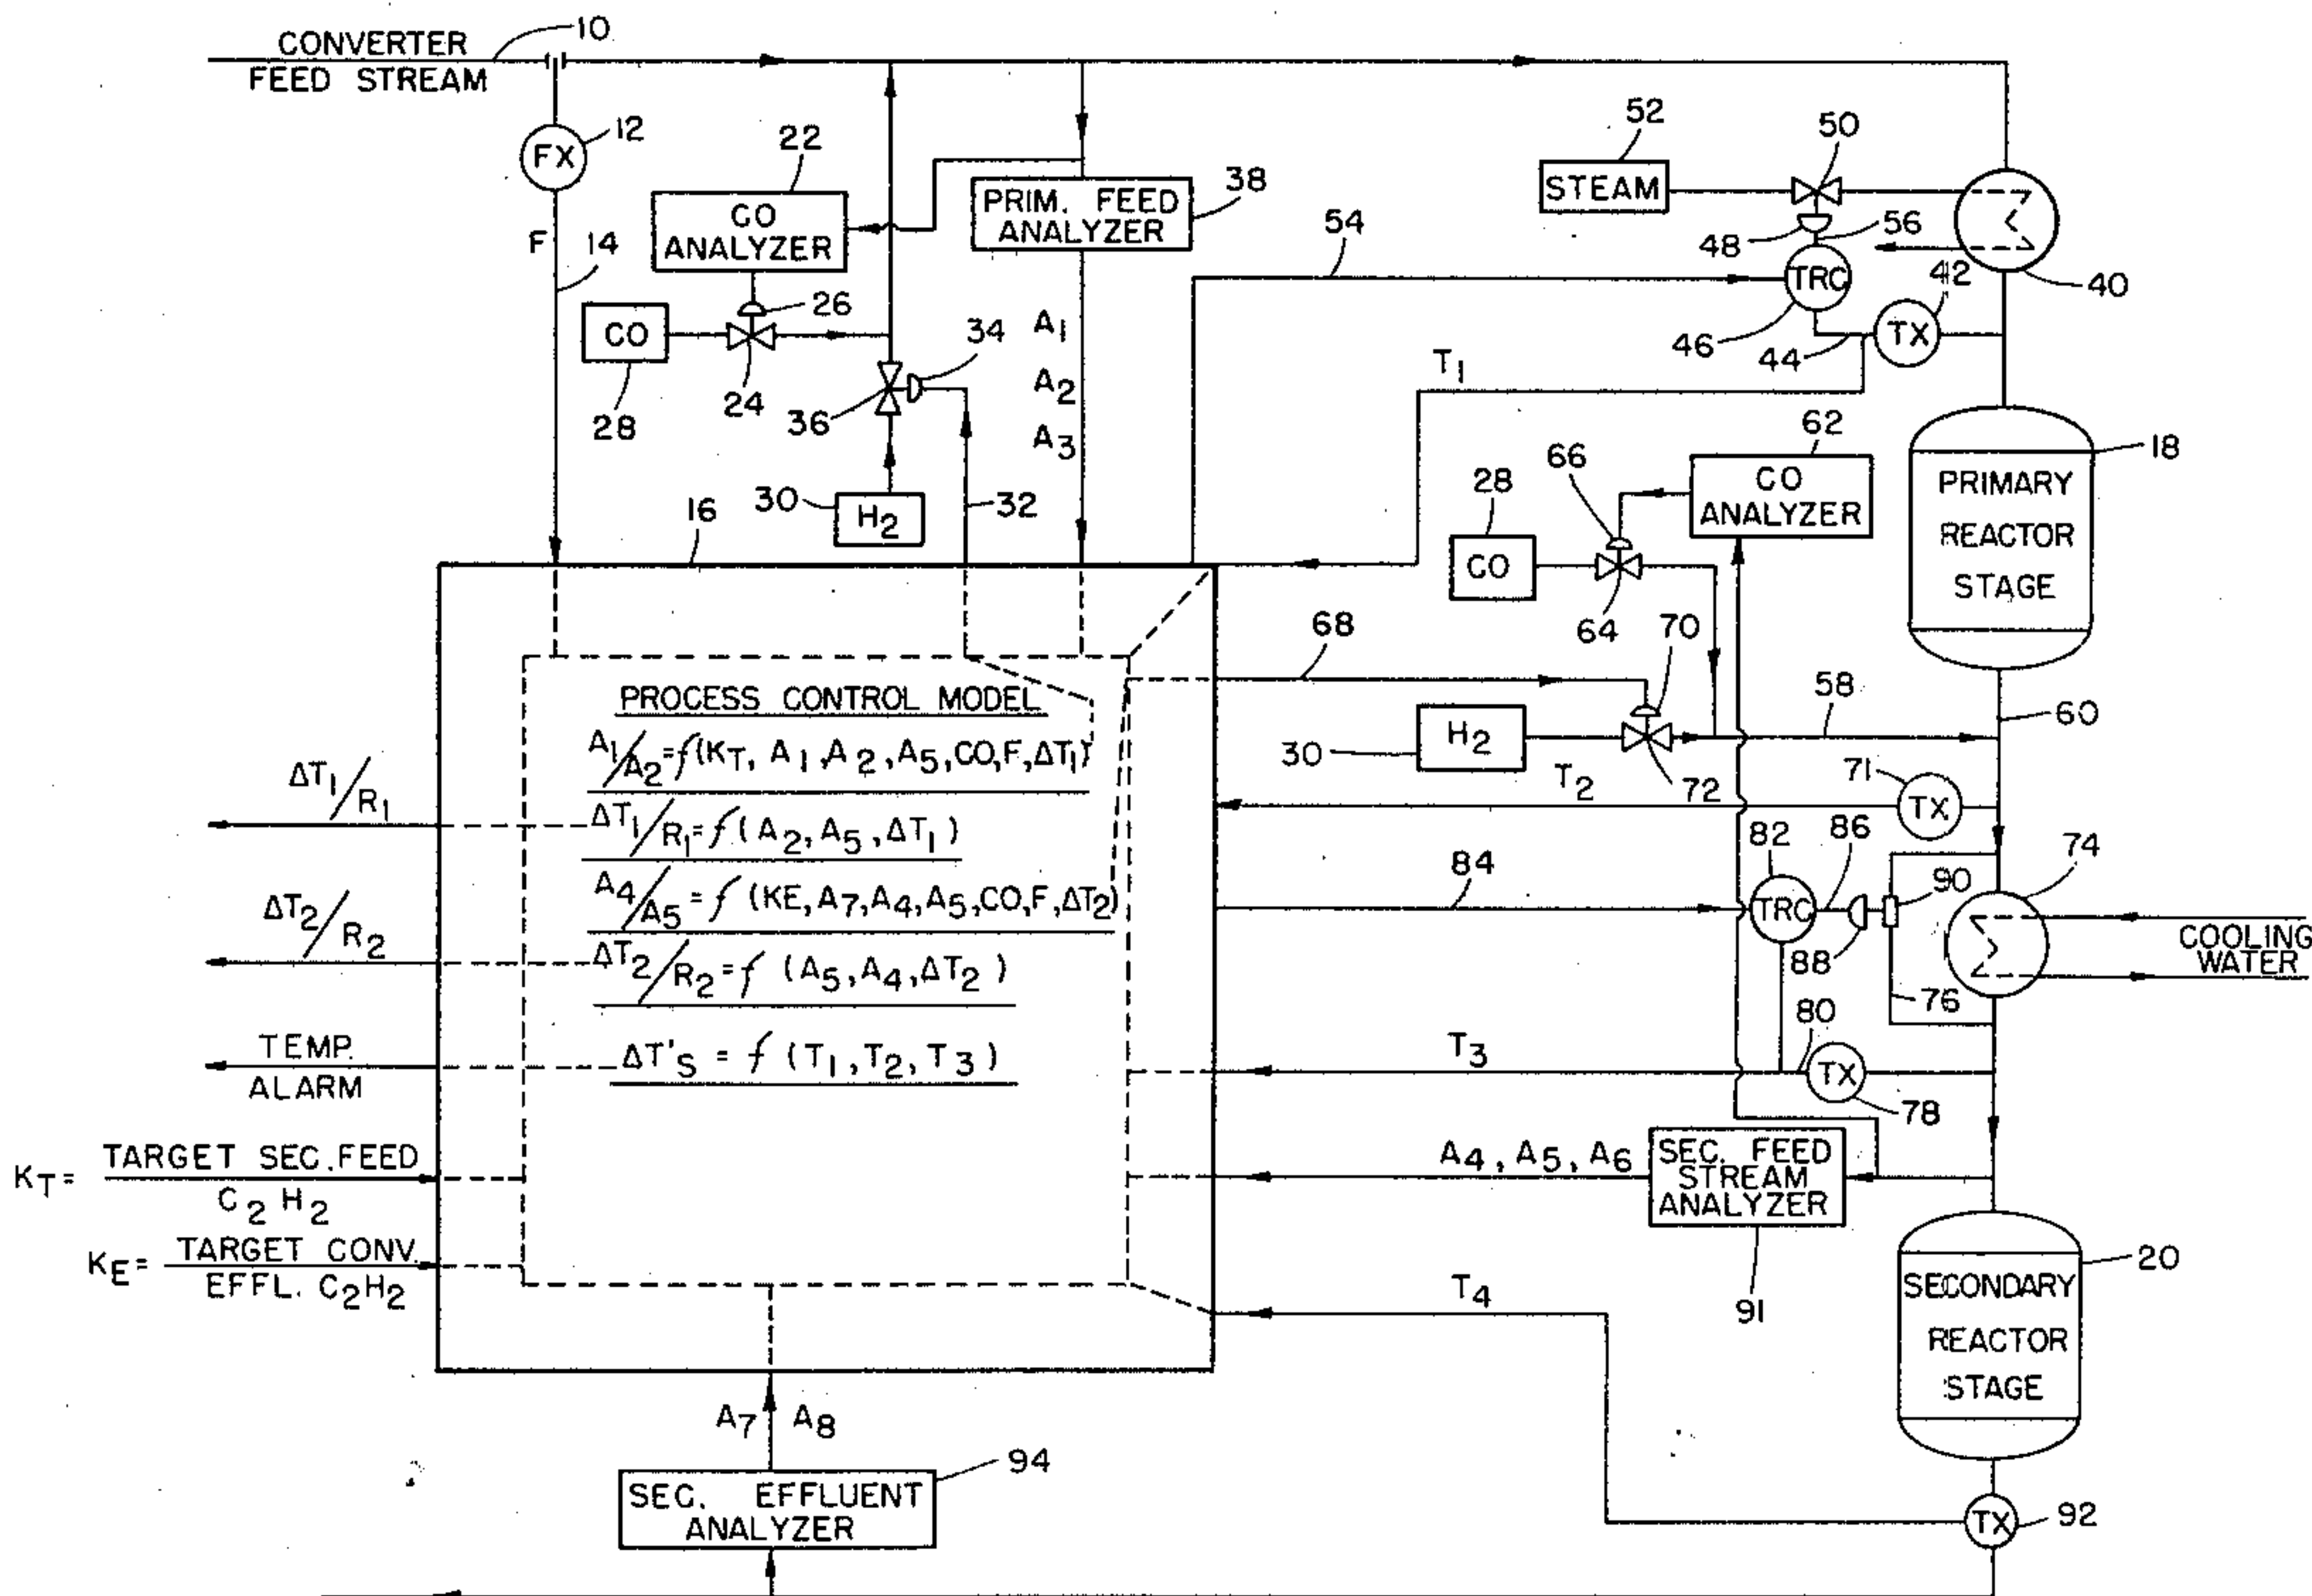 CONVERTER
FEED STREAM
10
FX
12
F
14
22
CO
ANALYZER
PRIM. FEED
ANALYZER
38
52
STEAM
50
48
56
54
TRC
46
42
TX
44
40
CO
28
26
24
34
36
A1
A2
A3
T1
30
H2
32
16
62
CO
ANALYZER
66
28
CO
64
18
PRIMARY
REACTOR
STAGE
68
70
30
H2
72
58
60
71
TX
T2
PROCESS CONTROL MODEL
A1/A2=f(KT, A1,A2,A5,CO,F,ΔT1)
ΔT1/R1=f(A2,A5,ΔT1)
A4/A5=f(KE,A7,A4,A5,CO,F,ΔT2)
ΔT2/R2=f (A5,A4,ΔT2)
ΔT'S = f (T1,T2,T3)
ΔT1/R1
ΔT2/R2
TEMP.
ALARM
KT= TARGET SEC.FEED
C2H2
KE= TARGET CONV.
EFFL. C2H2
84
82
TRC
86
88
90
74
COOLING
WATER
76
T3
80
TX
78
A4, A5, A6
SEC. FEED
STREAM
ANALYZER
91
20
SECONDARY
REACTOR
STAGE
T4
TX
92
A7 A8
94
SEC. EFFLUENT
ANALYZER